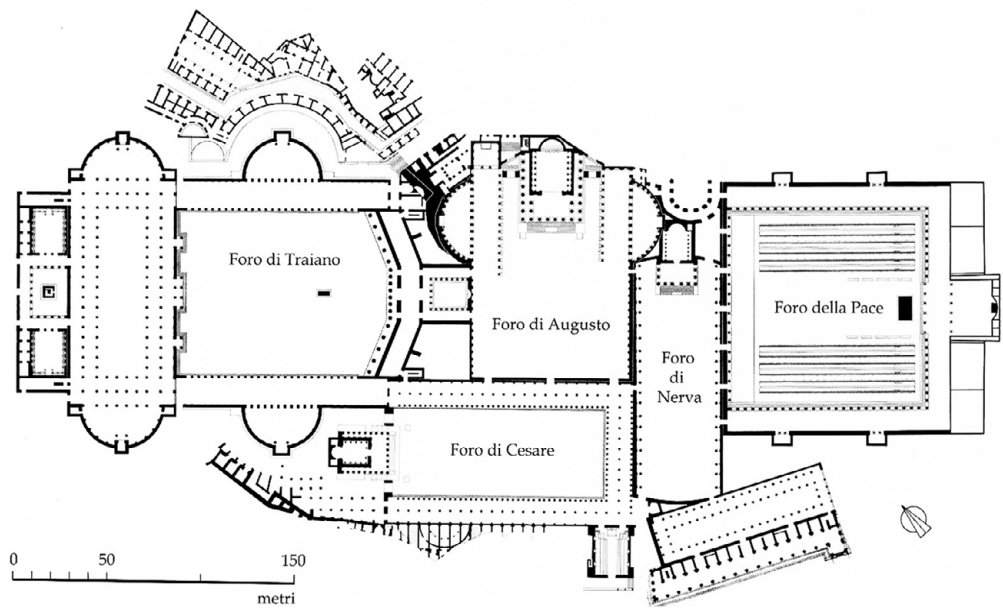 Foro di Traiano
Foro di Augusto
Foro della Pace
Foro
di
Nerva
Foro di Cesare
0 50 150
metri